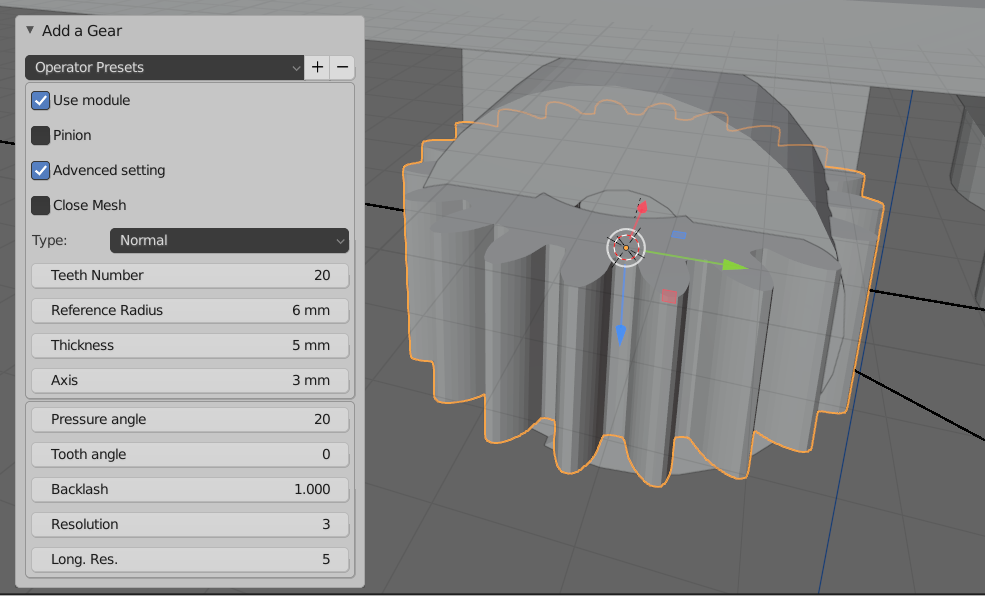 Add a Gear
Operator Presets + −
Use module
Pinion
Advanced setting
Close Mesh
Type: Normal
Teeth Number 20
Reference Radius 6 mm
Thickness 5 mm
Axis 3 mm
Pressure angle 20
Tooth angle 0
Backlash 1.000
Resolution 3
Long. Res. 5